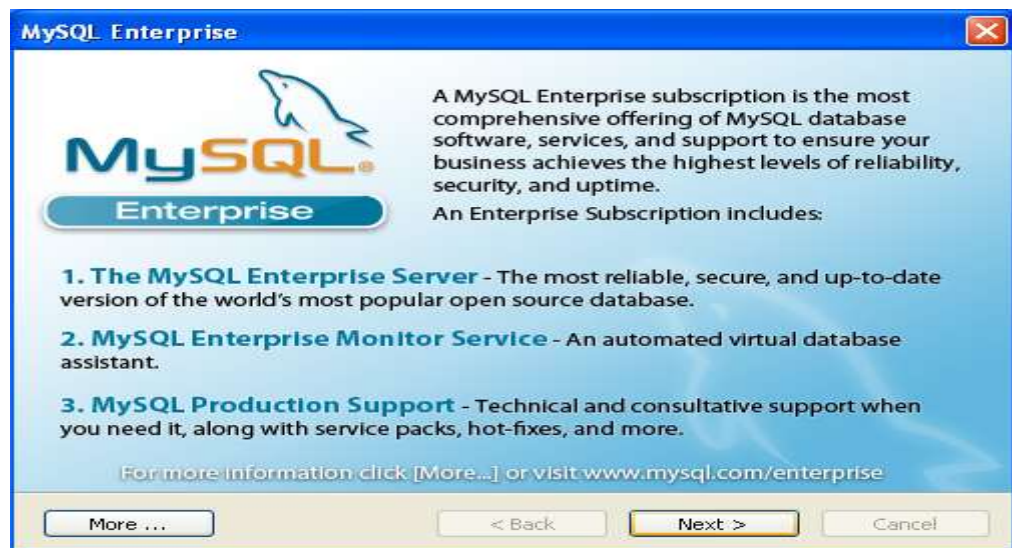 MySQL Enterprise
MySQL®
Enterprise
A MySQL Enterprise subscription is the most
comprehensive offering of MySQL database
software, services, and support to ensure your
business achieves the highest levels of reliability,
security, and uptime.
An Enterprise Subscription includes:
1. The MySQL Enterprise Server - The most reliable, secure, and up-to-date
version of the world's most popular open source database.
2. MySQL Enterprise Monitor Service - An automated virtual database
assistant.
3. MySQL Production Support - Technical and consultative support when
you need it, along with service packs, hot-fixes, and more.
For more information click [More...] or visit www.mysql.com/enterprise
More ...
< Back
Next >
Cancel